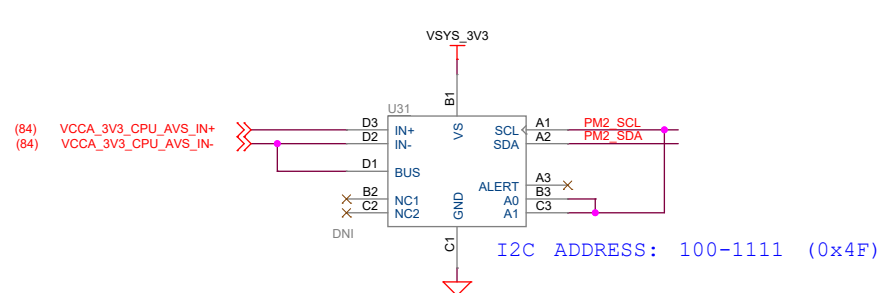 VSYS_3V3
B1
U31
(84) VCCA_3V3_CPU_AVS_IN+ D3 IN+ VS SCL A1 PM2_SCL
(84) VCCA_3V3_CPU_AVS_IN- D2 IN- SDA A2 PM2_SDA
D1 BUS
ALERT A3
B2 NC1 A0 B3
C2 NC2 GND A1 C3
DNI
C1
I2C ADDRESS: 100-1111 (0x4F)